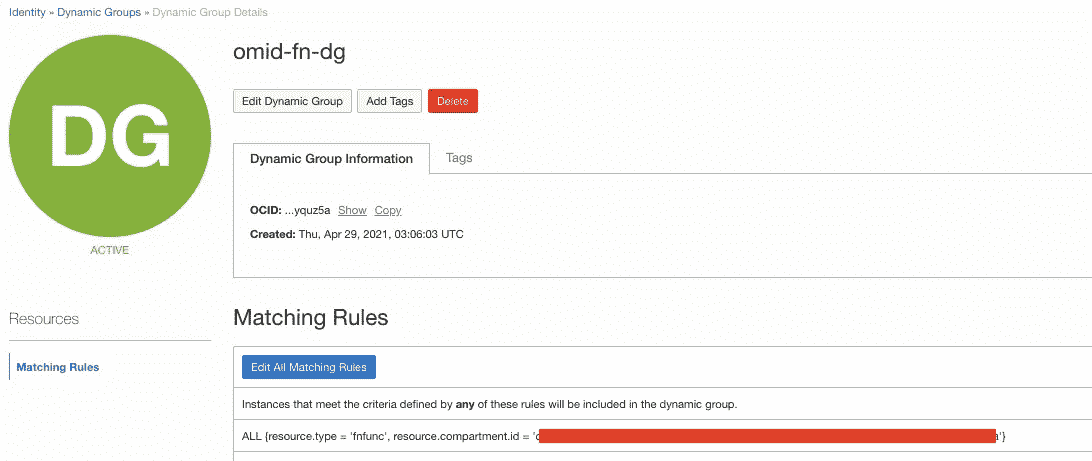 Identity » Dynamic Groups » Dynamic Group Details
DG
ACTIVE
omid-fn-dg
Edit Dynamic Group Add Tags Delete
Dynamic Group Information Tags
OCID: ...yquz5a Show Copy
Created: Thu, Apr 29, 2021, 03:06:03 UTC
Resources
Matching Rules
Matching Rules
Edit All Matching Rules
Instances that meet the criteria defined by any of these rules will be included in the dynamic group.
ALL {resource.type = 'fnfunc', resource.compartment.id = '